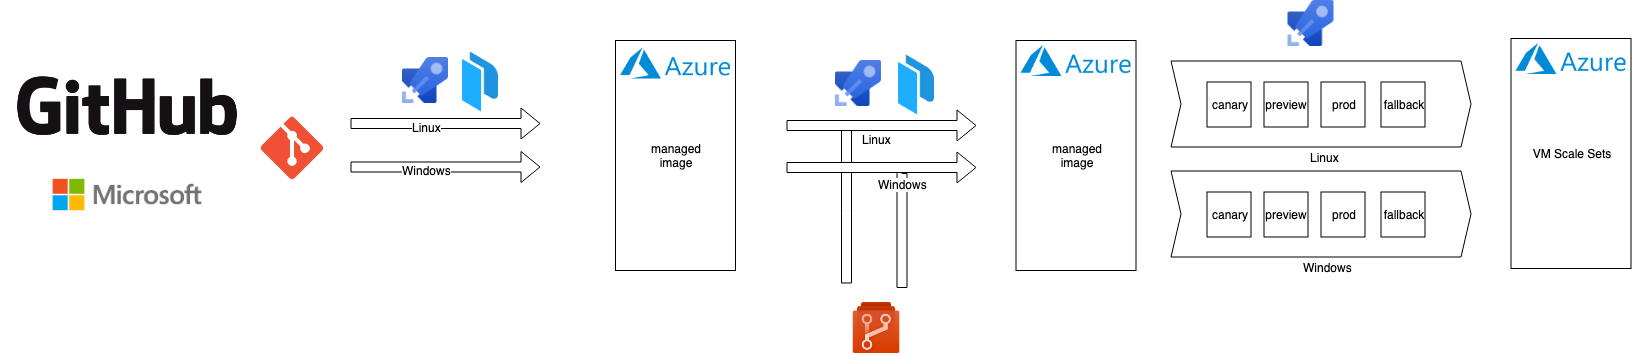 GitHub
Microsoft
Linux
Windows
Azure
managed
image
Linux
Windows
Azure
managed
image
canary
preview
prod
fallback
Linux
canary
preview
prod
fallback
Windows
Azure
VM Scale Sets